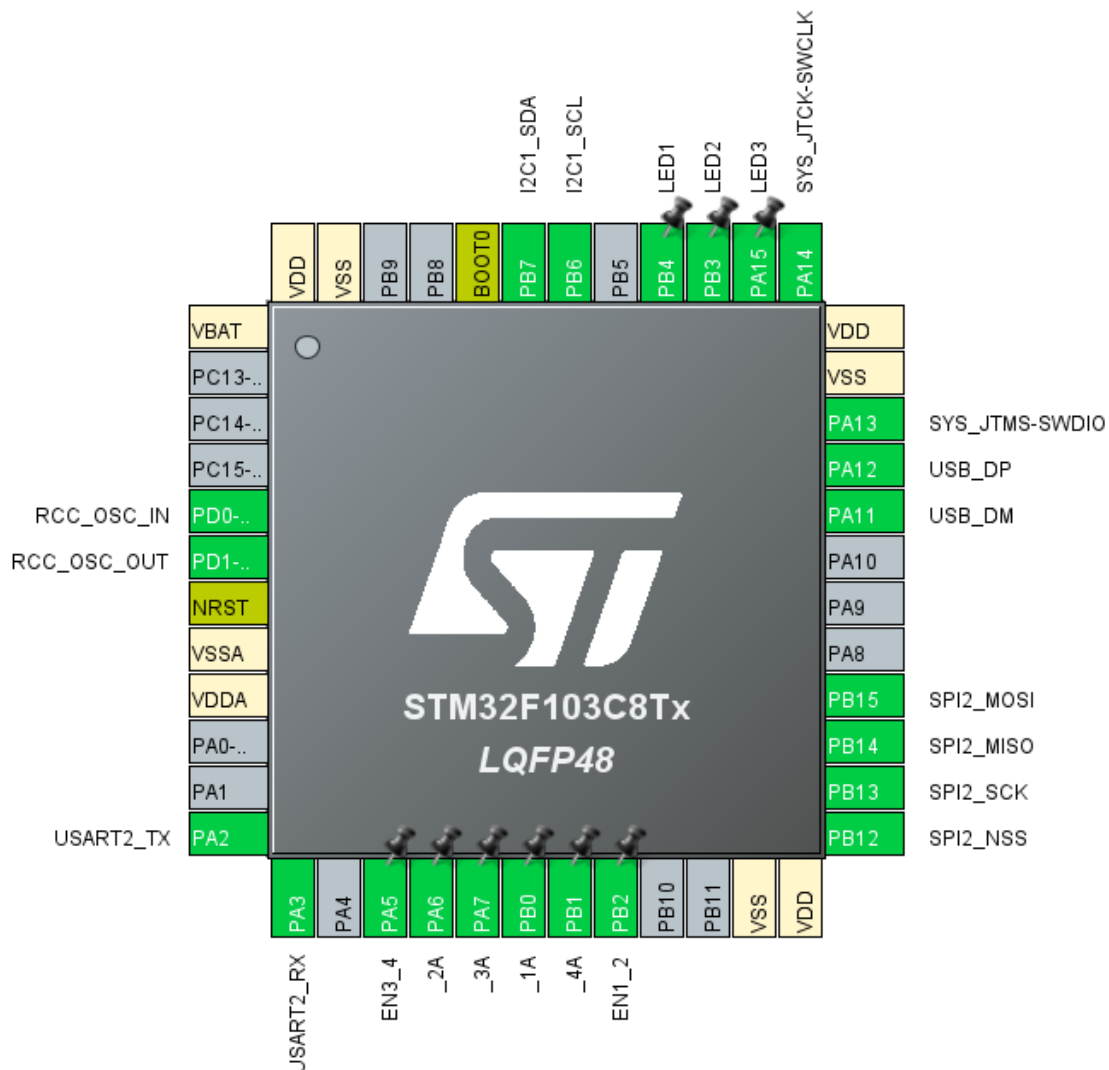 I2C1_SDA
I2C1_SCL
LED1
LED2
LED3
SYS_JTCK-SWCLK
VDD
VSS
PB9
PB8
BOOT0
PB7
PB6
PB5
PB4
PB3
PA15
PA14
VBAT
PC13-..
PC14-..
PC15-..
RCC_OSC_IN PD0-..
RCC_OSC_OUT PD1-..
NRST
VSSA
VDDA
PA0-..
PA1
USART2_TX PA2
VDD
VSS
PA13 SYS_JTMS-SWDIO
PA12 USB_DP
PA11 USB_DM
PA10
PA9
PA8
PB15 SPI2_MOSI
PB14 SPI2_MISO
PB13 SPI2_SCK
PB12 SPI2_NSS
ST
STM32F103C8Tx
LQFP48
PA3
PA4
PA5
PA6
PA7
PB0
PB1
PB2
PB10
PB11
VSS
VDD
USART2_RX
EN3_4
_2A
_3A
_1A
_4A
EN1_2